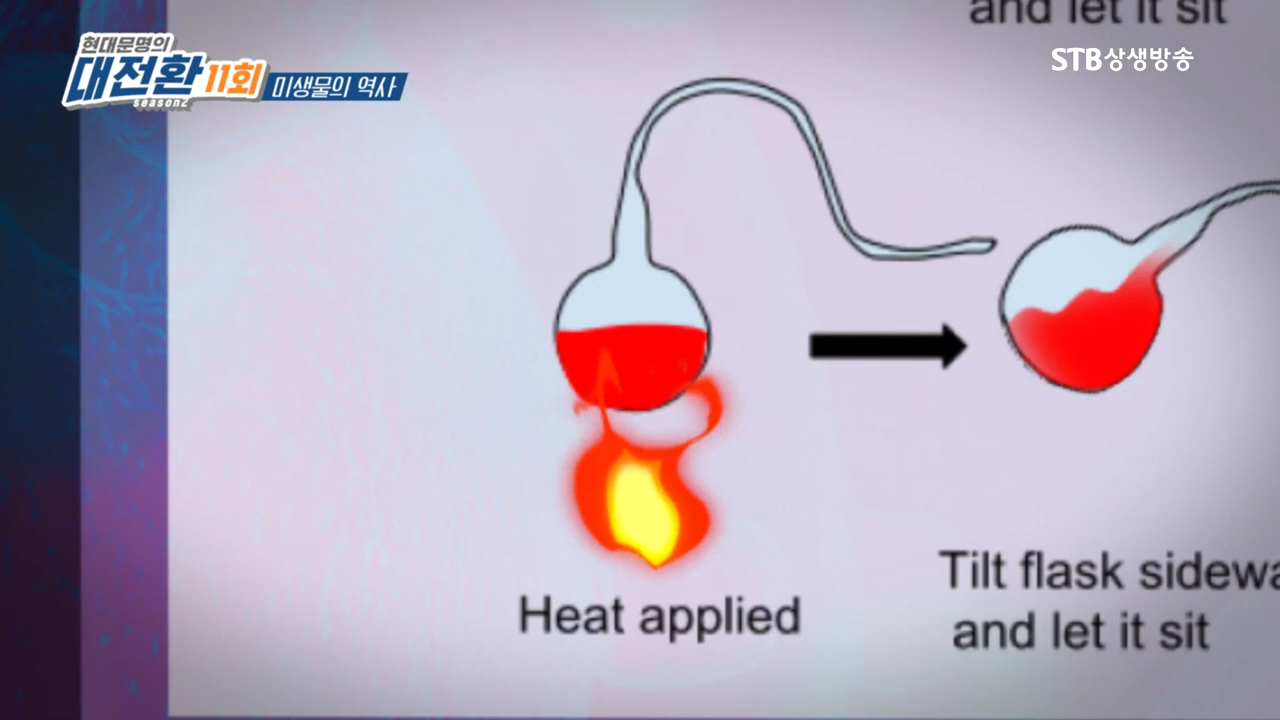 and let it sit
현대문명의
대전환 11회
season2
미생물의 역사
STB상생방송
Heat applied
Tilt flask sidewa
and let it sit